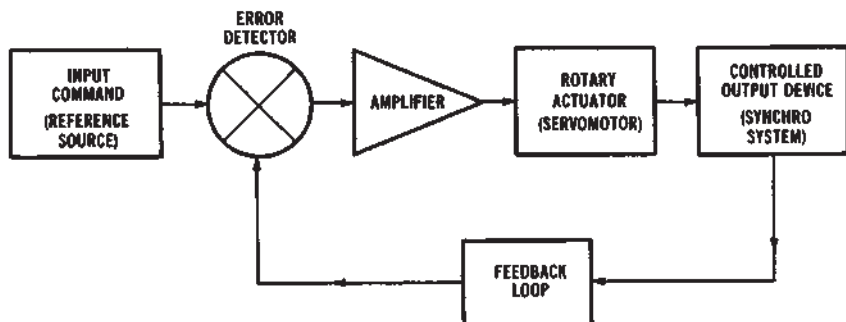 ERROR
DETECTOR
INPUT
COMMAND
(REFERENCE
SOURCE)
AMPLIFIER
ROTARY
ACTUATOR
(SERVOMOTOR)
CONTROLLED
OUTPUT DEVICE
(SYNCHRO
SYSTEM)
FEEDBACK
LOOP